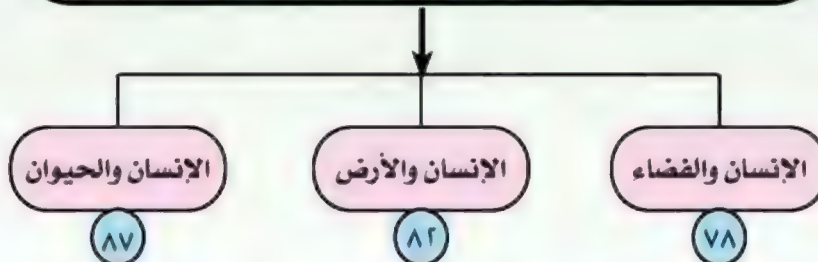 الإنسان والفضاء
الإنسان والأرض
الإنسان والحيوان
٧٨
٨٢
٨٧